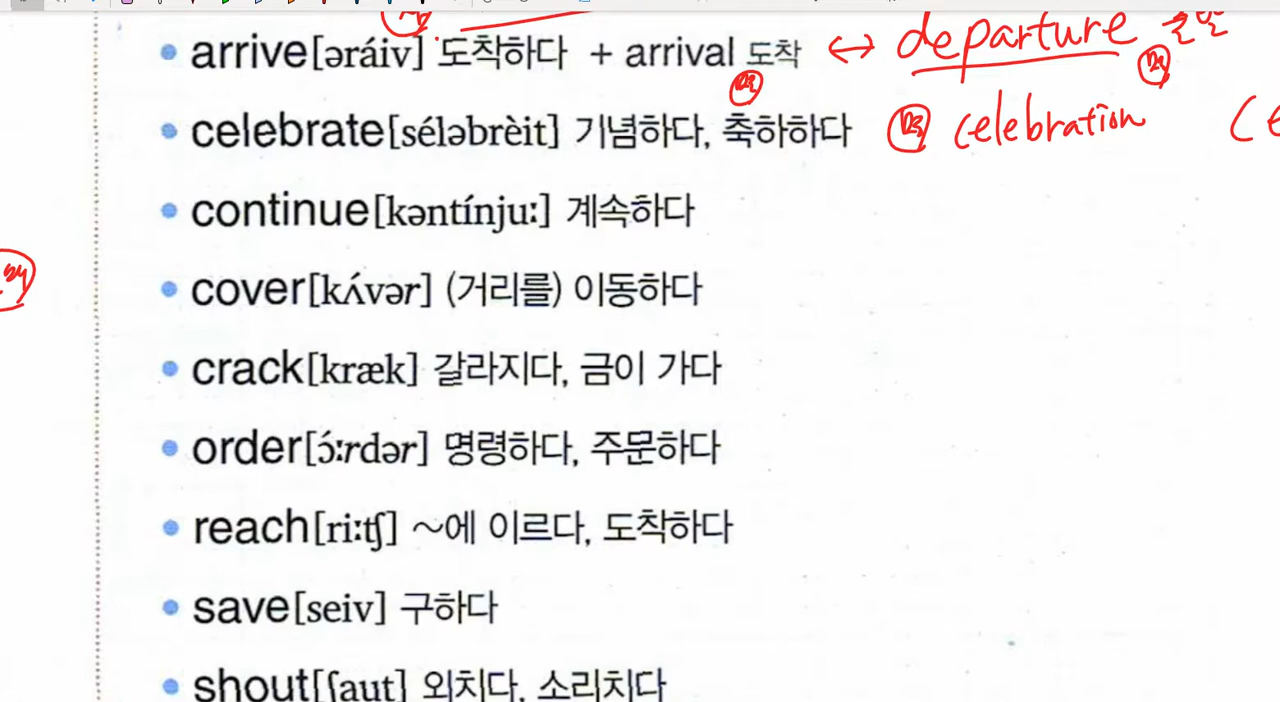 arrive[əráiv] 도착하다 + arrival 도착 ↔ departure 출발
celebrate[séləbrèit] 기념하다, 축하하다 명 celebration (
continue[kəntínjuː] 계속하다
cover[kʌ́vər] (거리를) 이동하다
crack[kræk] 갈라지다, 금이 가다
order[ɔ́ːrdər] 명령하다, 주문하다
reach[riːtʃ] ~에 이르다, 도착하다
save[seiv] 구하다
shout[ʃaut] 외치다, 소리치다